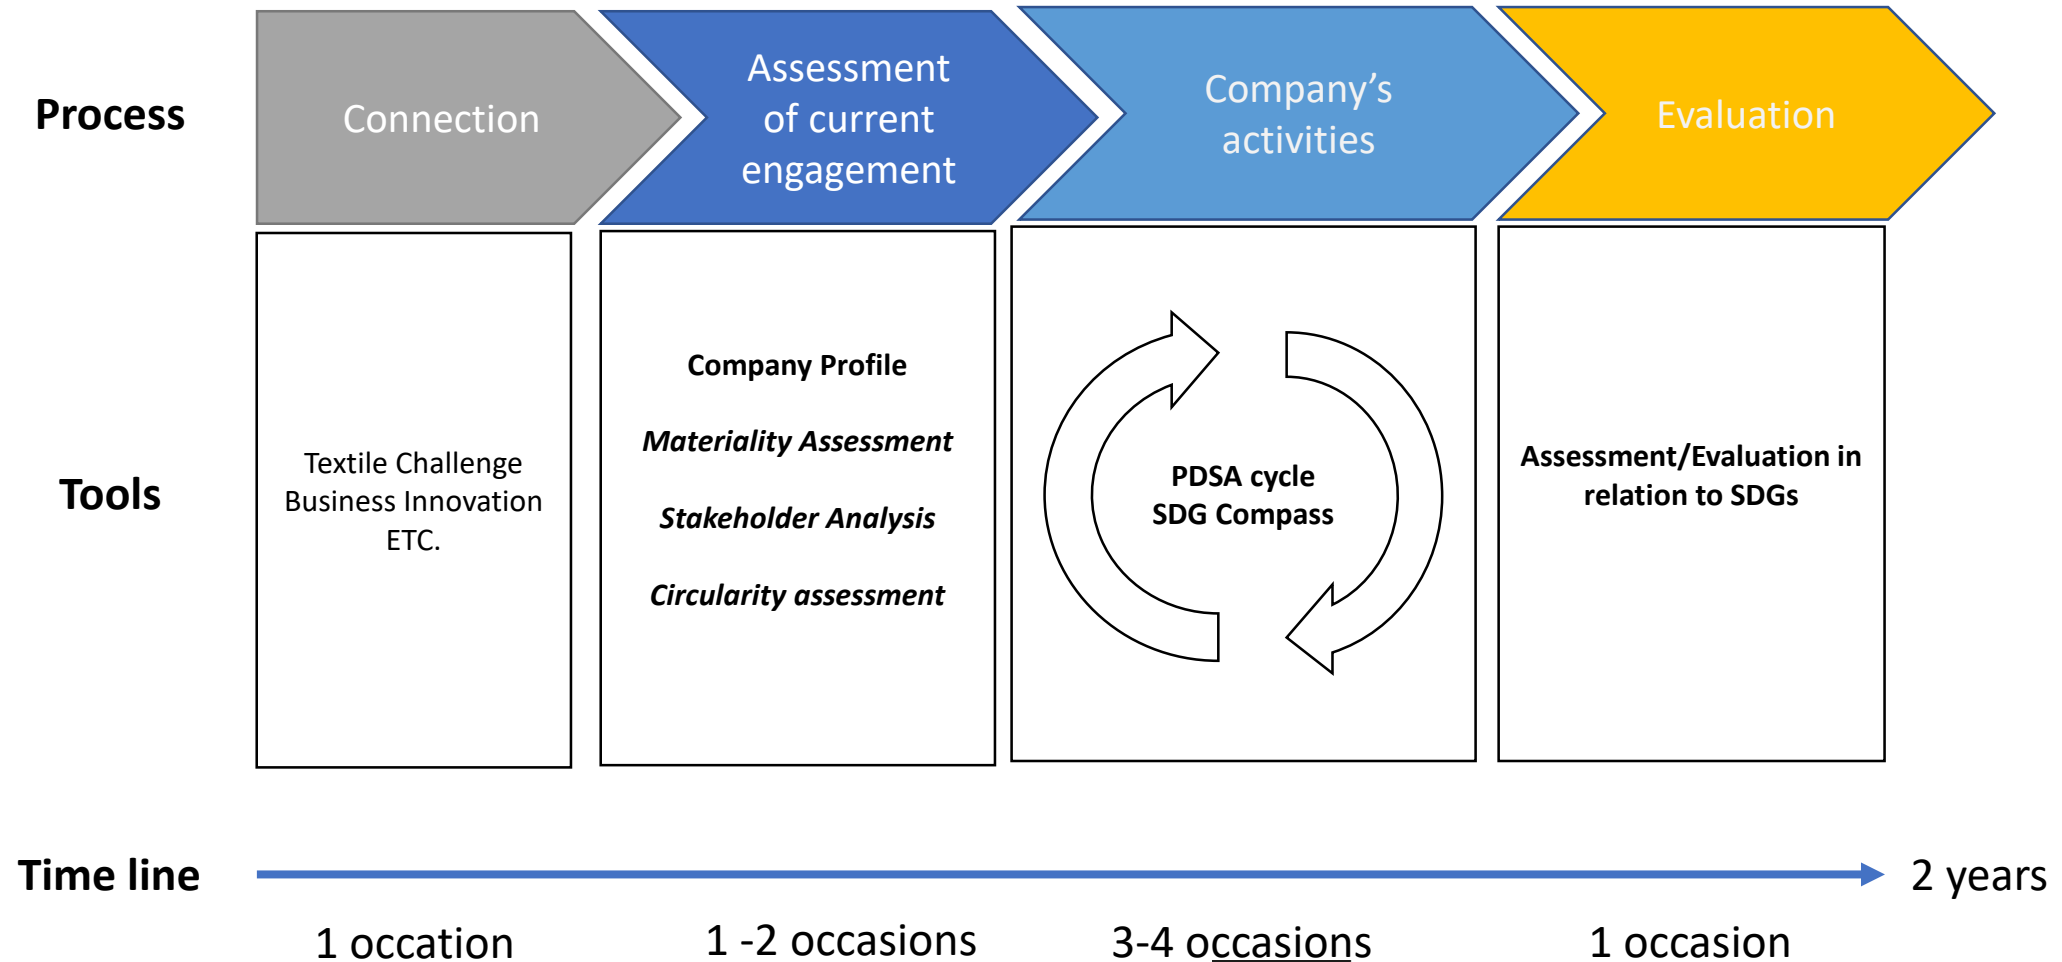 Process
Connection
Assessment
of current
engagement
Company’s
activities
Evaluation
Tools
Textile Challenge
Business Innovation
ETC.
Company Profile
Materiality Assessment
Stakeholder Analysis
Circularity assessment
PDSA cycle
SDG Compass
Assessment/Evaluation in
relation to SDGs
Time line
2 years
1 occation
1 -2 occasions
3-4 occasions
1 occasion